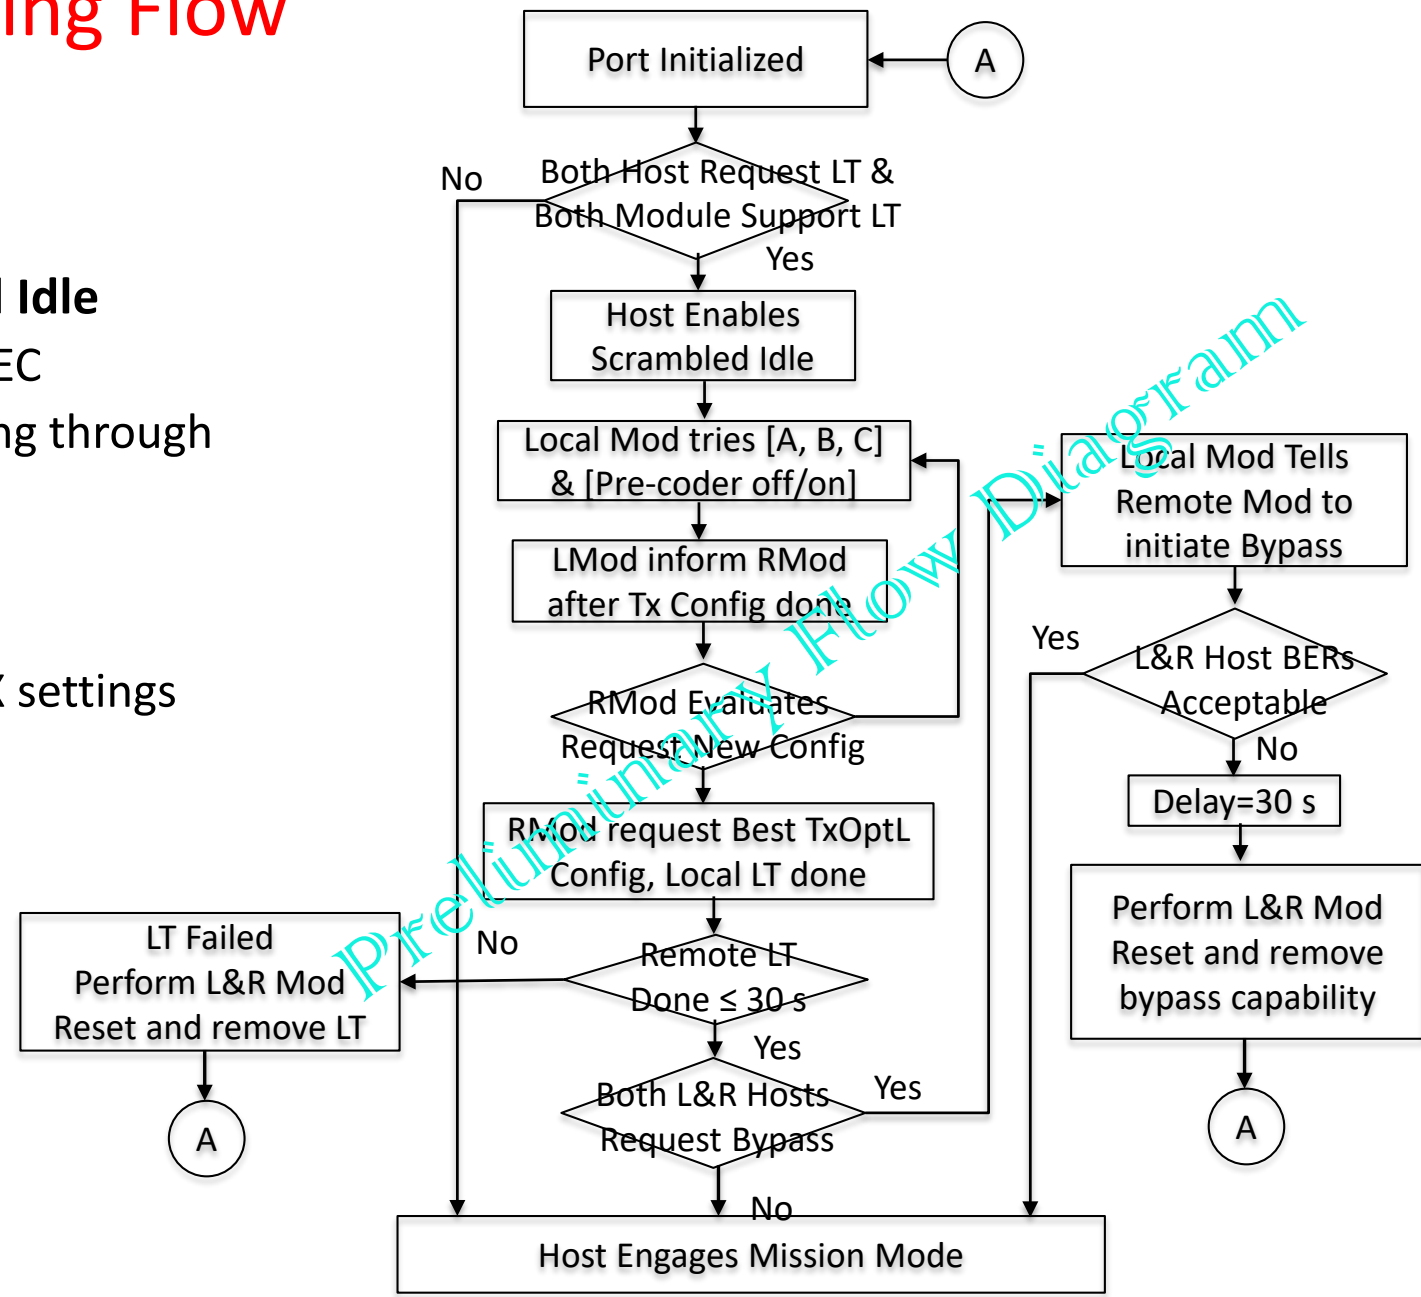 ing Flow
Port Initialized
A
No
Both Host Request LT &
Both Module Support LT
Yes
Idle
Host Enables
Scrambled Idle
EC
ng through
Local Mod tries [A, B, C]
& [Pre-coder off/on]
Local Mod Tells
Remote Mod to
initiate Bypass
LMod inform RMod
after Tx Config done
Yes
L&R Host BERs
Acceptable
No
X settings
RMod Evaluates
Request New Config
Delay=30 s
RMod request Best TxOptL
Config, Local LT done
Perform L&R Mod
Reset and remove
bypass capability
LT Failed
Perform L&R Mod
Reset and remove LT
No
Remote LT
Done ≤ 30 s
Yes
Both L&R Hosts
Request Bypass
Yes
A
A
No
Host Engages Mission Mode
Preliminary Flow Diagram